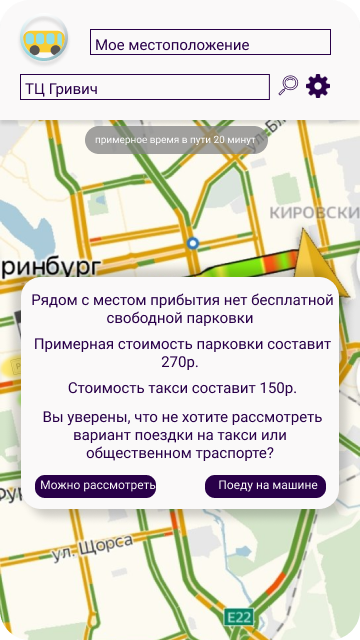 Мое местоположение
ТЦ Гривич
примерное время в пути 20 минут
КИРОВСКИ
ринбург
Рядом с местом прибытия нет бесплатной
свободной парковки
Примерная стоимость парковки составит
270р.
Стоимость такси составит 150р.
Вы уверены, что не хотите рассмотреть
вариант поездки на такси или
общественном траспорте?
Можно рассмотреть
Поеду на машине
ул. Щорса
E22